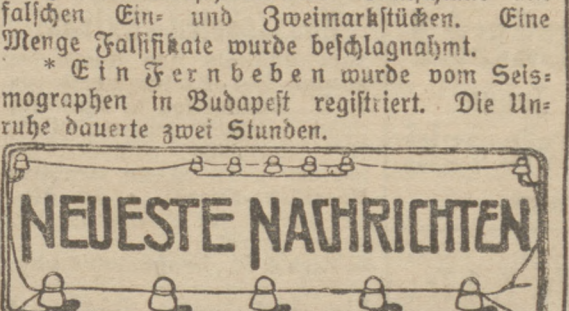 falschen Ein- und Zweimarkstücken. Eine
Menge Falsifikate wurde beschlagnahmt.
* Ein Fernbeben wurde vom Seis-
mographen in Budapest registriert. Die Un-
ruhe dauerte zwei Stunden.
NEUESTE NACHRICHTEN